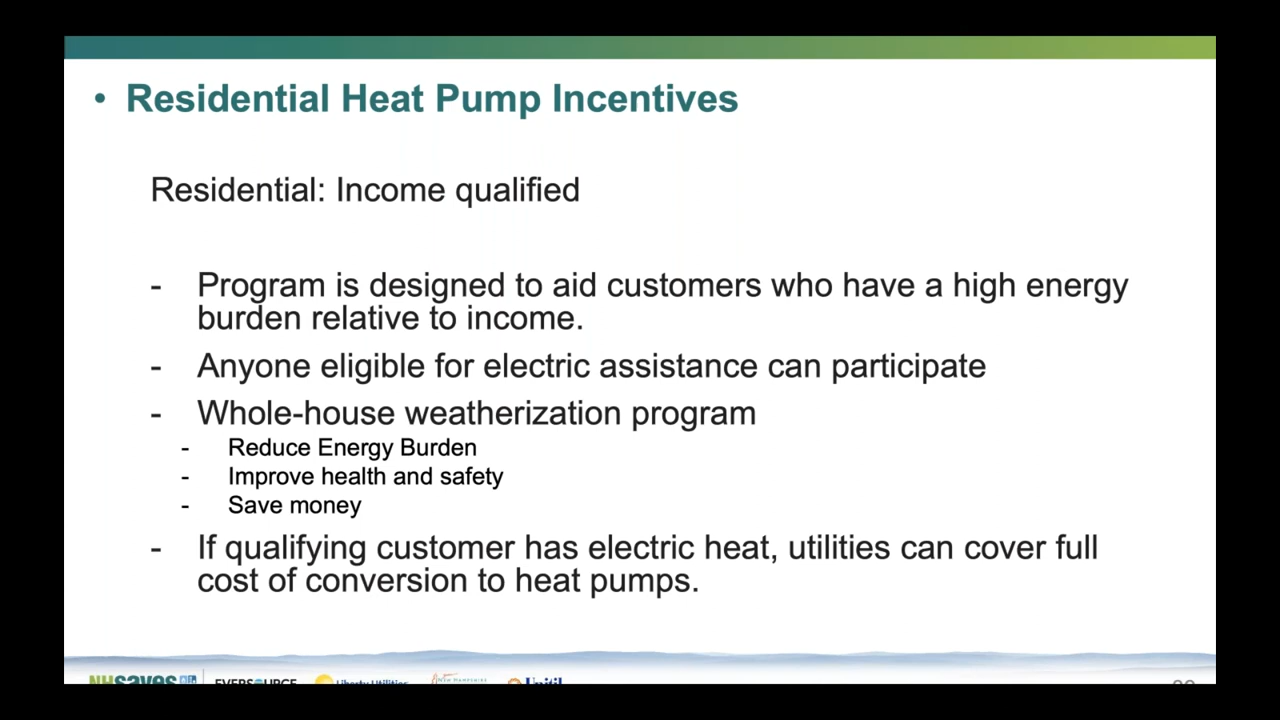 • Residential Heat Pump Incentives
Residential: Income qualified
- Program is designed to aid customers who have a high energy
burden relative to income.
- Anyone eligible for electric assistance can participate
- Whole-house weatherization program
- Reduce Energy Burden
- Improve health and safety
- Save money
- If qualifying customer has electric heat, utilities can cover full
cost of conversion to heat pumps.
NHSaves EVERSOURCE Liberty Utilities NEW HAMPSHIRE Unitil